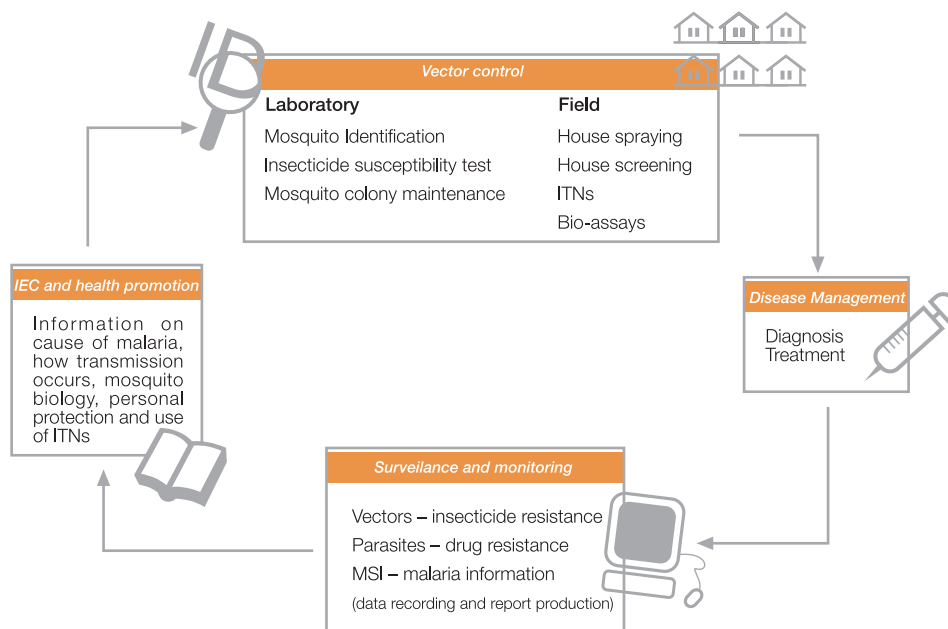 ID
Vector control
Laboratory
Mosquito Identification
Insecticide susceptibility test
Mosquito colony maintenance
Field
House spraying
House screening
ITNs
Bio-assays
Disease Management
Diagnosis
Treatment
Surveilance and monitoring
Vectors – insecticide resistance
Parasites – drug resistance
MSI – malaria information
(data recording and report production)
IEC and health promotion
Information on
cause of malaria,
how transmission
occurs, mosquito
biology, personal
protection and use
of ITNs